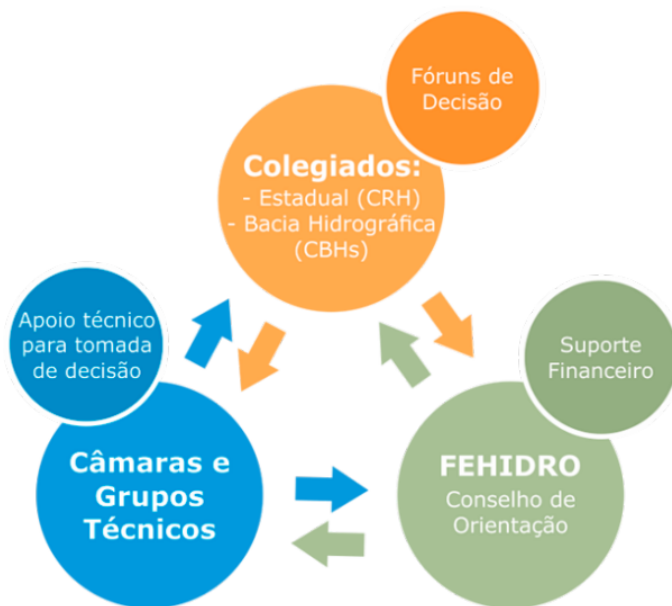 Fóruns de
Decisão
Colegiados:
- Estadual (CRH)
- Bacia Hidrográfica
(CBHs)
Apoio técnico
para tomada
de decisão
Suporte
Financeiro
Câmaras e
Grupos
Técnicos
FEHIDRO
Conselho de
Orientação